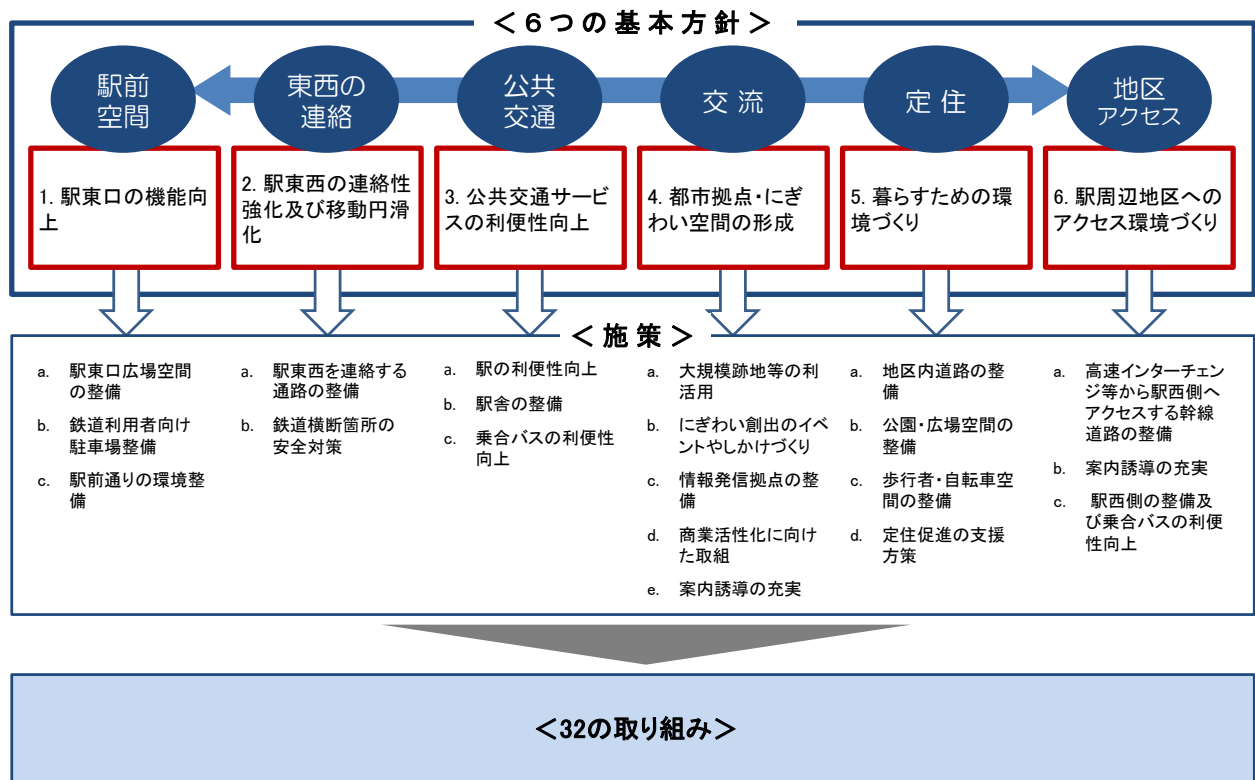 ＜６つの基本方針＞
駅前
空間
東西の
連絡
公共
交通
交流
定住
地区
アクセス
1. 駅東口の機能向
上
2. 駅東西の連絡性
強化及び移動円滑
化
3. 公共交通サービ
スの利便性向上
4. 都市拠点・にぎ
わい空間の形成
5. 暮らすための環
境づくり
6. 駅周辺地区への
アクセス環境づくり
＜施策＞
a. 駅東口広場空間
の整備
b. 鉄道利用者向け
駐車場整備
c. 駅前通りの環境整
備
a. 駅東西を連絡する
通路の整備
b. 鉄道横断箇所の
安全対策
a. 駅の利便性向上
b. 駅舎の整備
c. 乗合バスの利便性
向上
a. 大規模跡地等の利
活用
b. にぎわい創出のイベ
ントやしかけづくり
c. 情報発信拠点の整
備
d. 商業活性化に向け
た取組
e. 案内誘導の充実
a. 地区内道路の整
備
b. 公園・広場空間の
整備
c. 歩行者・自転車空
間の整備
d. 定住促進の支援
方策
a. 高速インターチェン
ジ等から駅西側へ
アクセスする幹線
道路の整備
b. 案内誘導の充実
c. 駅西側の整備及
び乗合バスの利便
性向上
＜32の取り組み＞